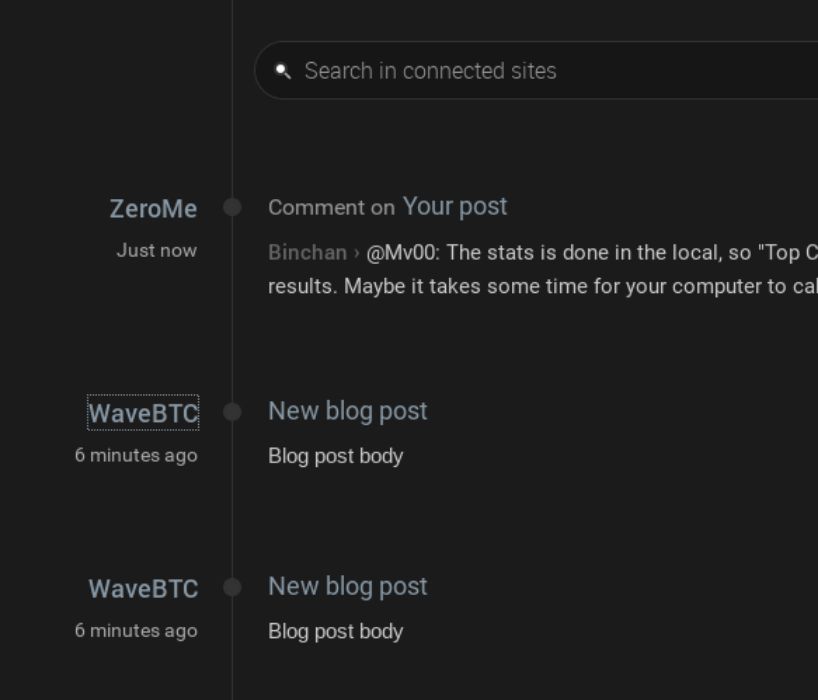 Search in connected sites
ZeroMe
Comment on Your post
Just now
Binchan › @Mv00: The stats is done in the local, so "Top C
results. Maybe it takes some time for your computer to cal
WaveBTC
New blog post
6 minutes ago
Blog post body
WaveBTC
New blog post
6 minutes ago
Blog post body